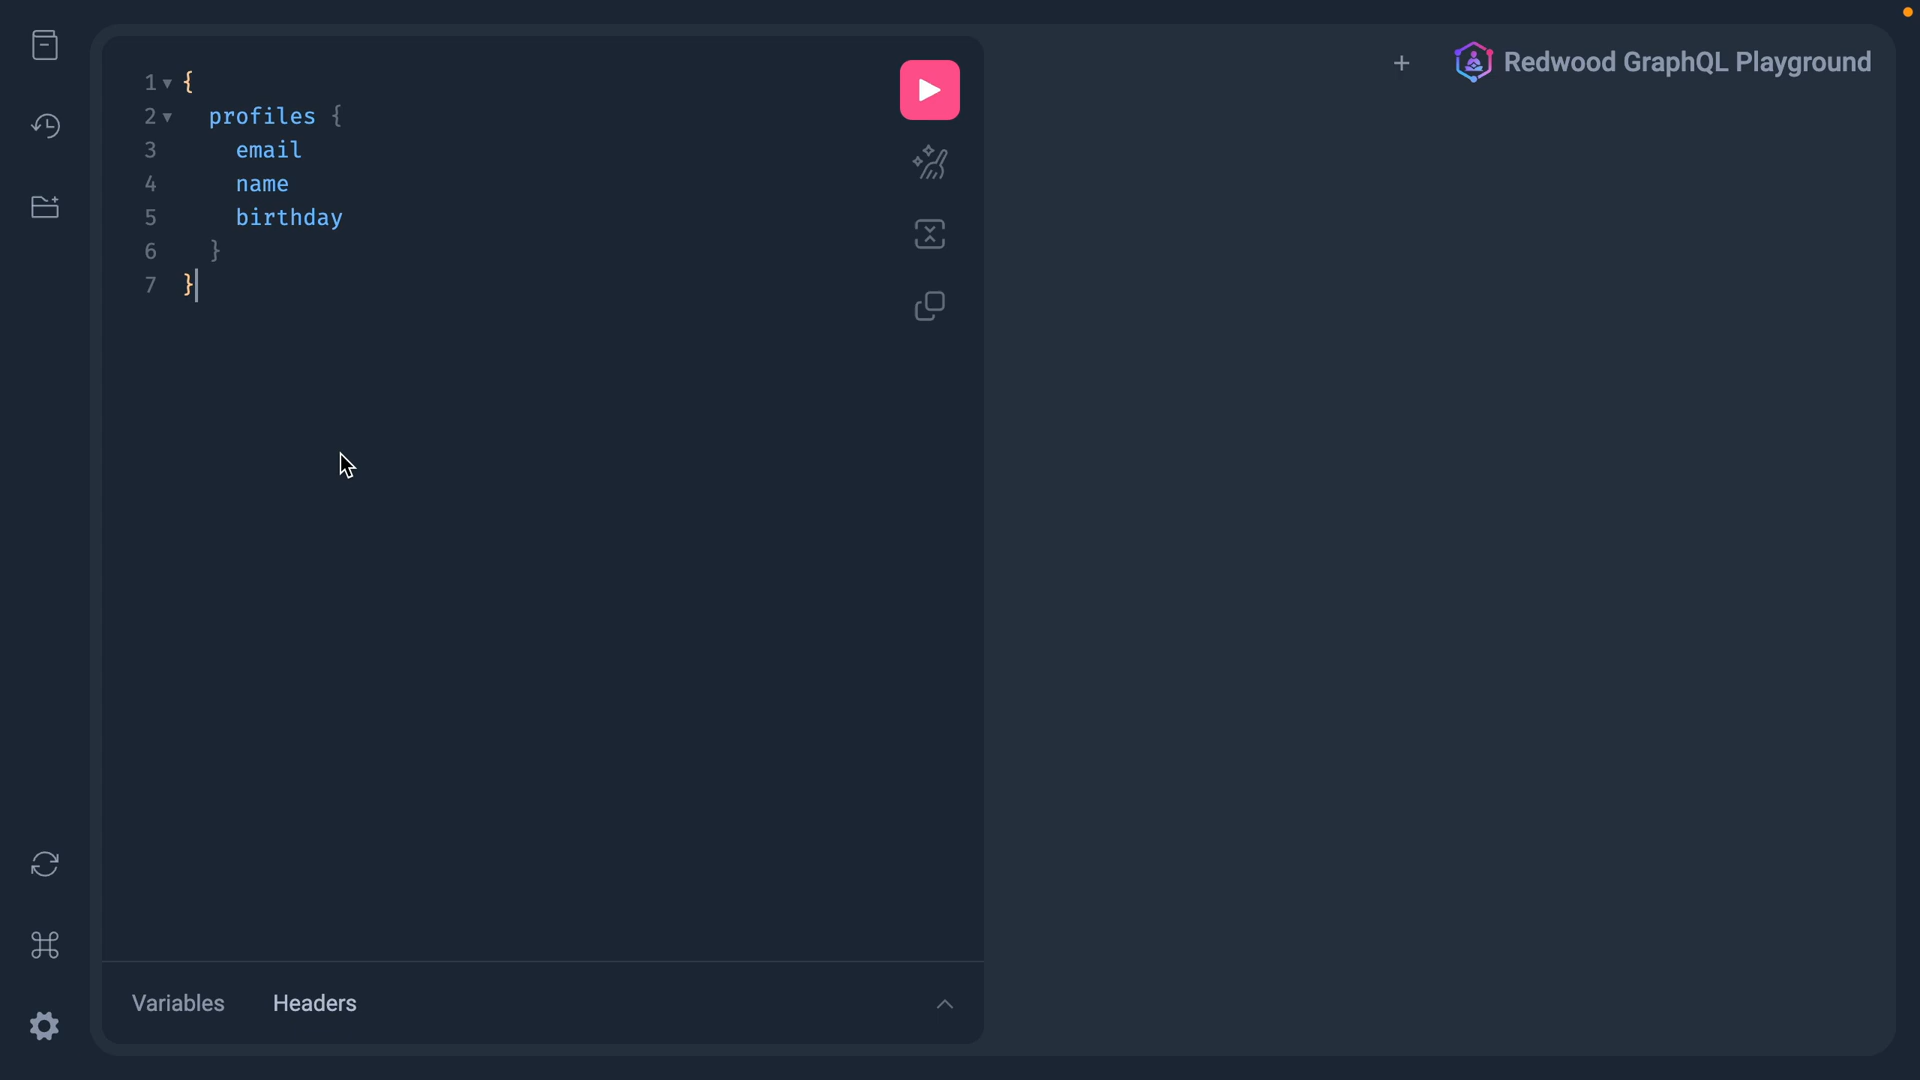 Redwood GraphQL Playground
1 {
2 profiles {
3 email
4 name
5 birthday
6 }
7 }
Variables Headers